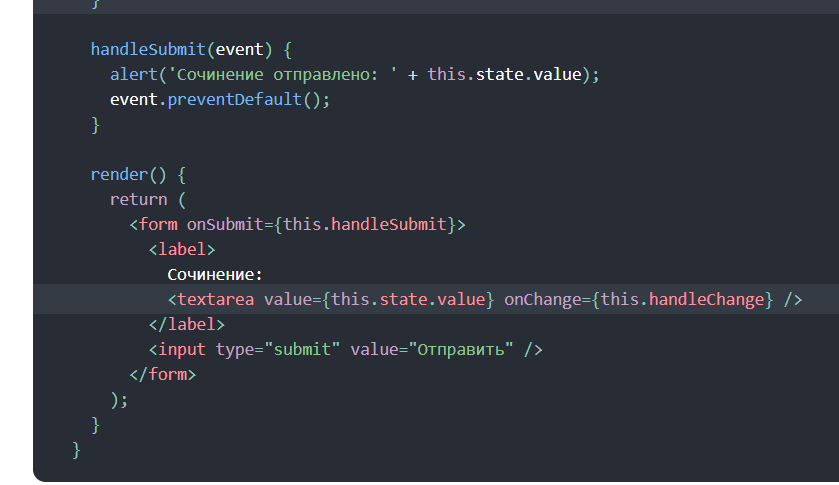 }
handleSubmit(event) {
alert('Сочинение отправлено: ' + this.state.value);
event.preventDefault();
}
render() {
return (
<form onSubmit={this.handleSubmit}>
<label>
Сочинение:
<textarea value={this.state.value} onChange={this.handleChange} />
</label>
<input type="submit" value="Отправить" />
</form>
);
}
}